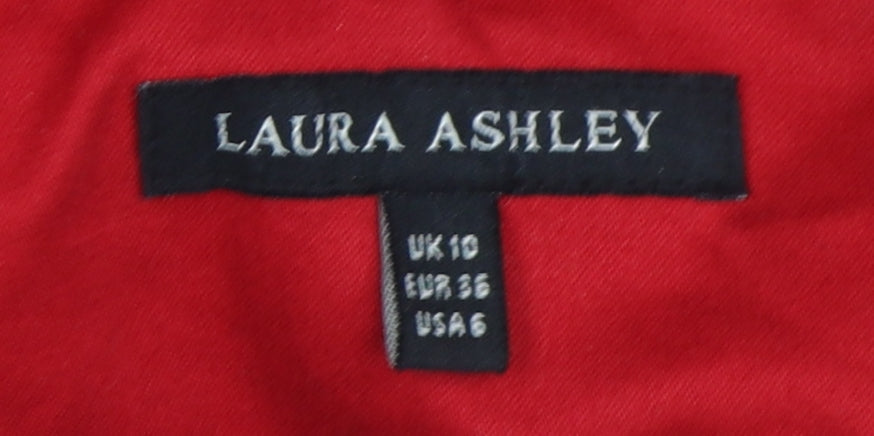 LAURA ASHLEY
UK 10
EUR 36
USA 6